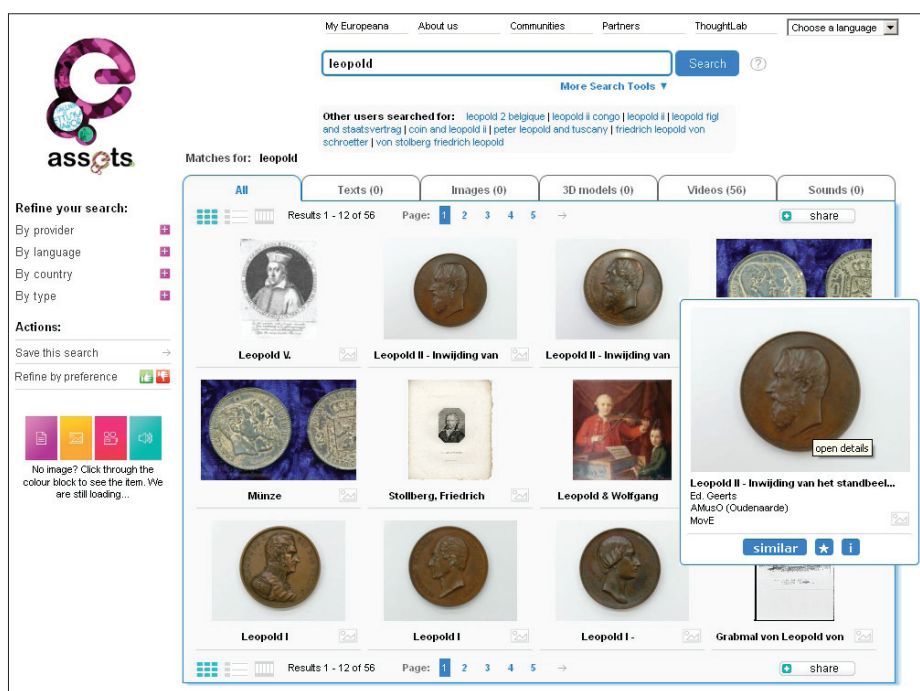 My Europeana About us Communities Partners ThoughtLab Choose a language
leopold Search ?
More Search Tools ▼
Other users searched for: leopold 2 belgique | leopold ii congo | leopold ii | leopold figl
and staatsvertrag | coin and leopold ii | peter leopold and tuscany | friedrich leopold von
schroetter | von stolberg friedrich leopold
assets
Matches for: leopold
All Texts (0) Images (0) 3D models (0) Videos (56) Sounds (0)
Results 1 - 12 of 56 Page: 1 2 3 4 5 → share
Refine your search:
By provider
By language
By country
By type
Actions:
Save this search →
Refine by preference
No image? Click through the
colour block to see the item. We
are still loading...
Leopold V. Leopold II - Inwijding van Leopold II - Inwijding van
Münze Stollberg, Friedrich Leopold & Wolfgang
open details
Leopold II - Inwijding van het standbeel...
Ed. Geerts
AMusO (Oudenaarde)
MovE
similar ★ i
Leopold I Leopold I Leopold I - Grabmal von Leopold von
Results 1 - 12 of 56 Page: 1 2 3 4 5 → share